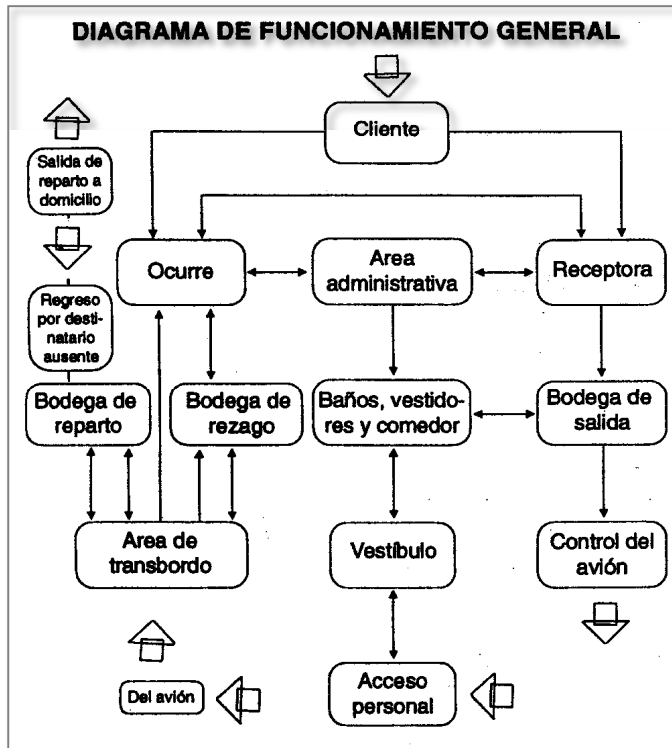 DIAGRAMA DE FUNCIONAMIENTO GENERAL
Cliente
Salida de
reparto a
domicilio
Ocurre
Area
administrativa
Receptora
Regreso
por desti-
natario
ausente
Bodega de
reparto
Bodega de
rezago
Baños, vestido-
res y comedor
Bodega de
salida
Area de
transbordo
Vestíbulo
Control del
avión
Del avión
Acceso
personal